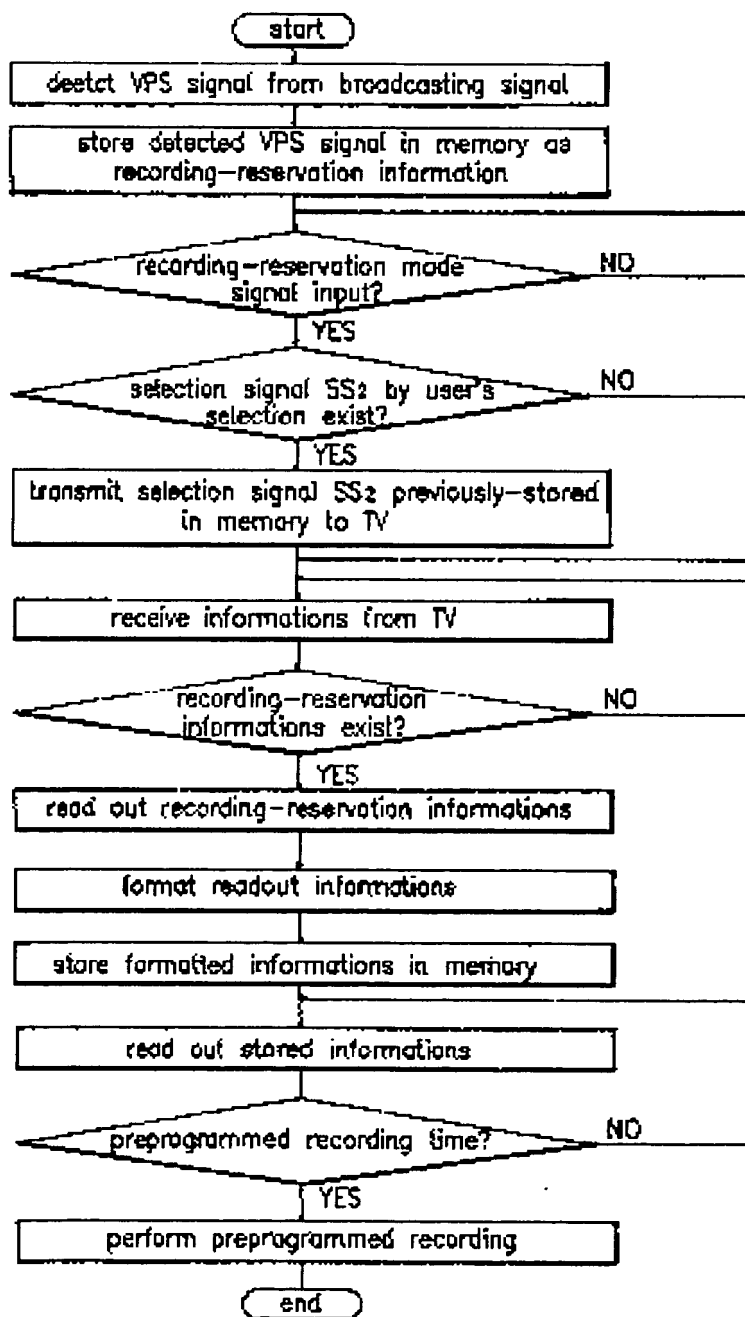 start
deetct VPS signal from broadcasting signal
store detected VPS signal in memory as
recording-reservation information
recording-reservation mode
signal input?
NO
YES
selection signal SS2 by user's
selection exist?
NO
YES
transmit selection signal SS2 previously-stored
in memory to TV
receive informations from TV
recording-reservation
informations exist?
NO
YES
read out recording-reservation informations
format readout informations
store formatted informations in memory
read out stored informations
preprogrammed recording time?
NO
YES
perform preprogrammed recording
end